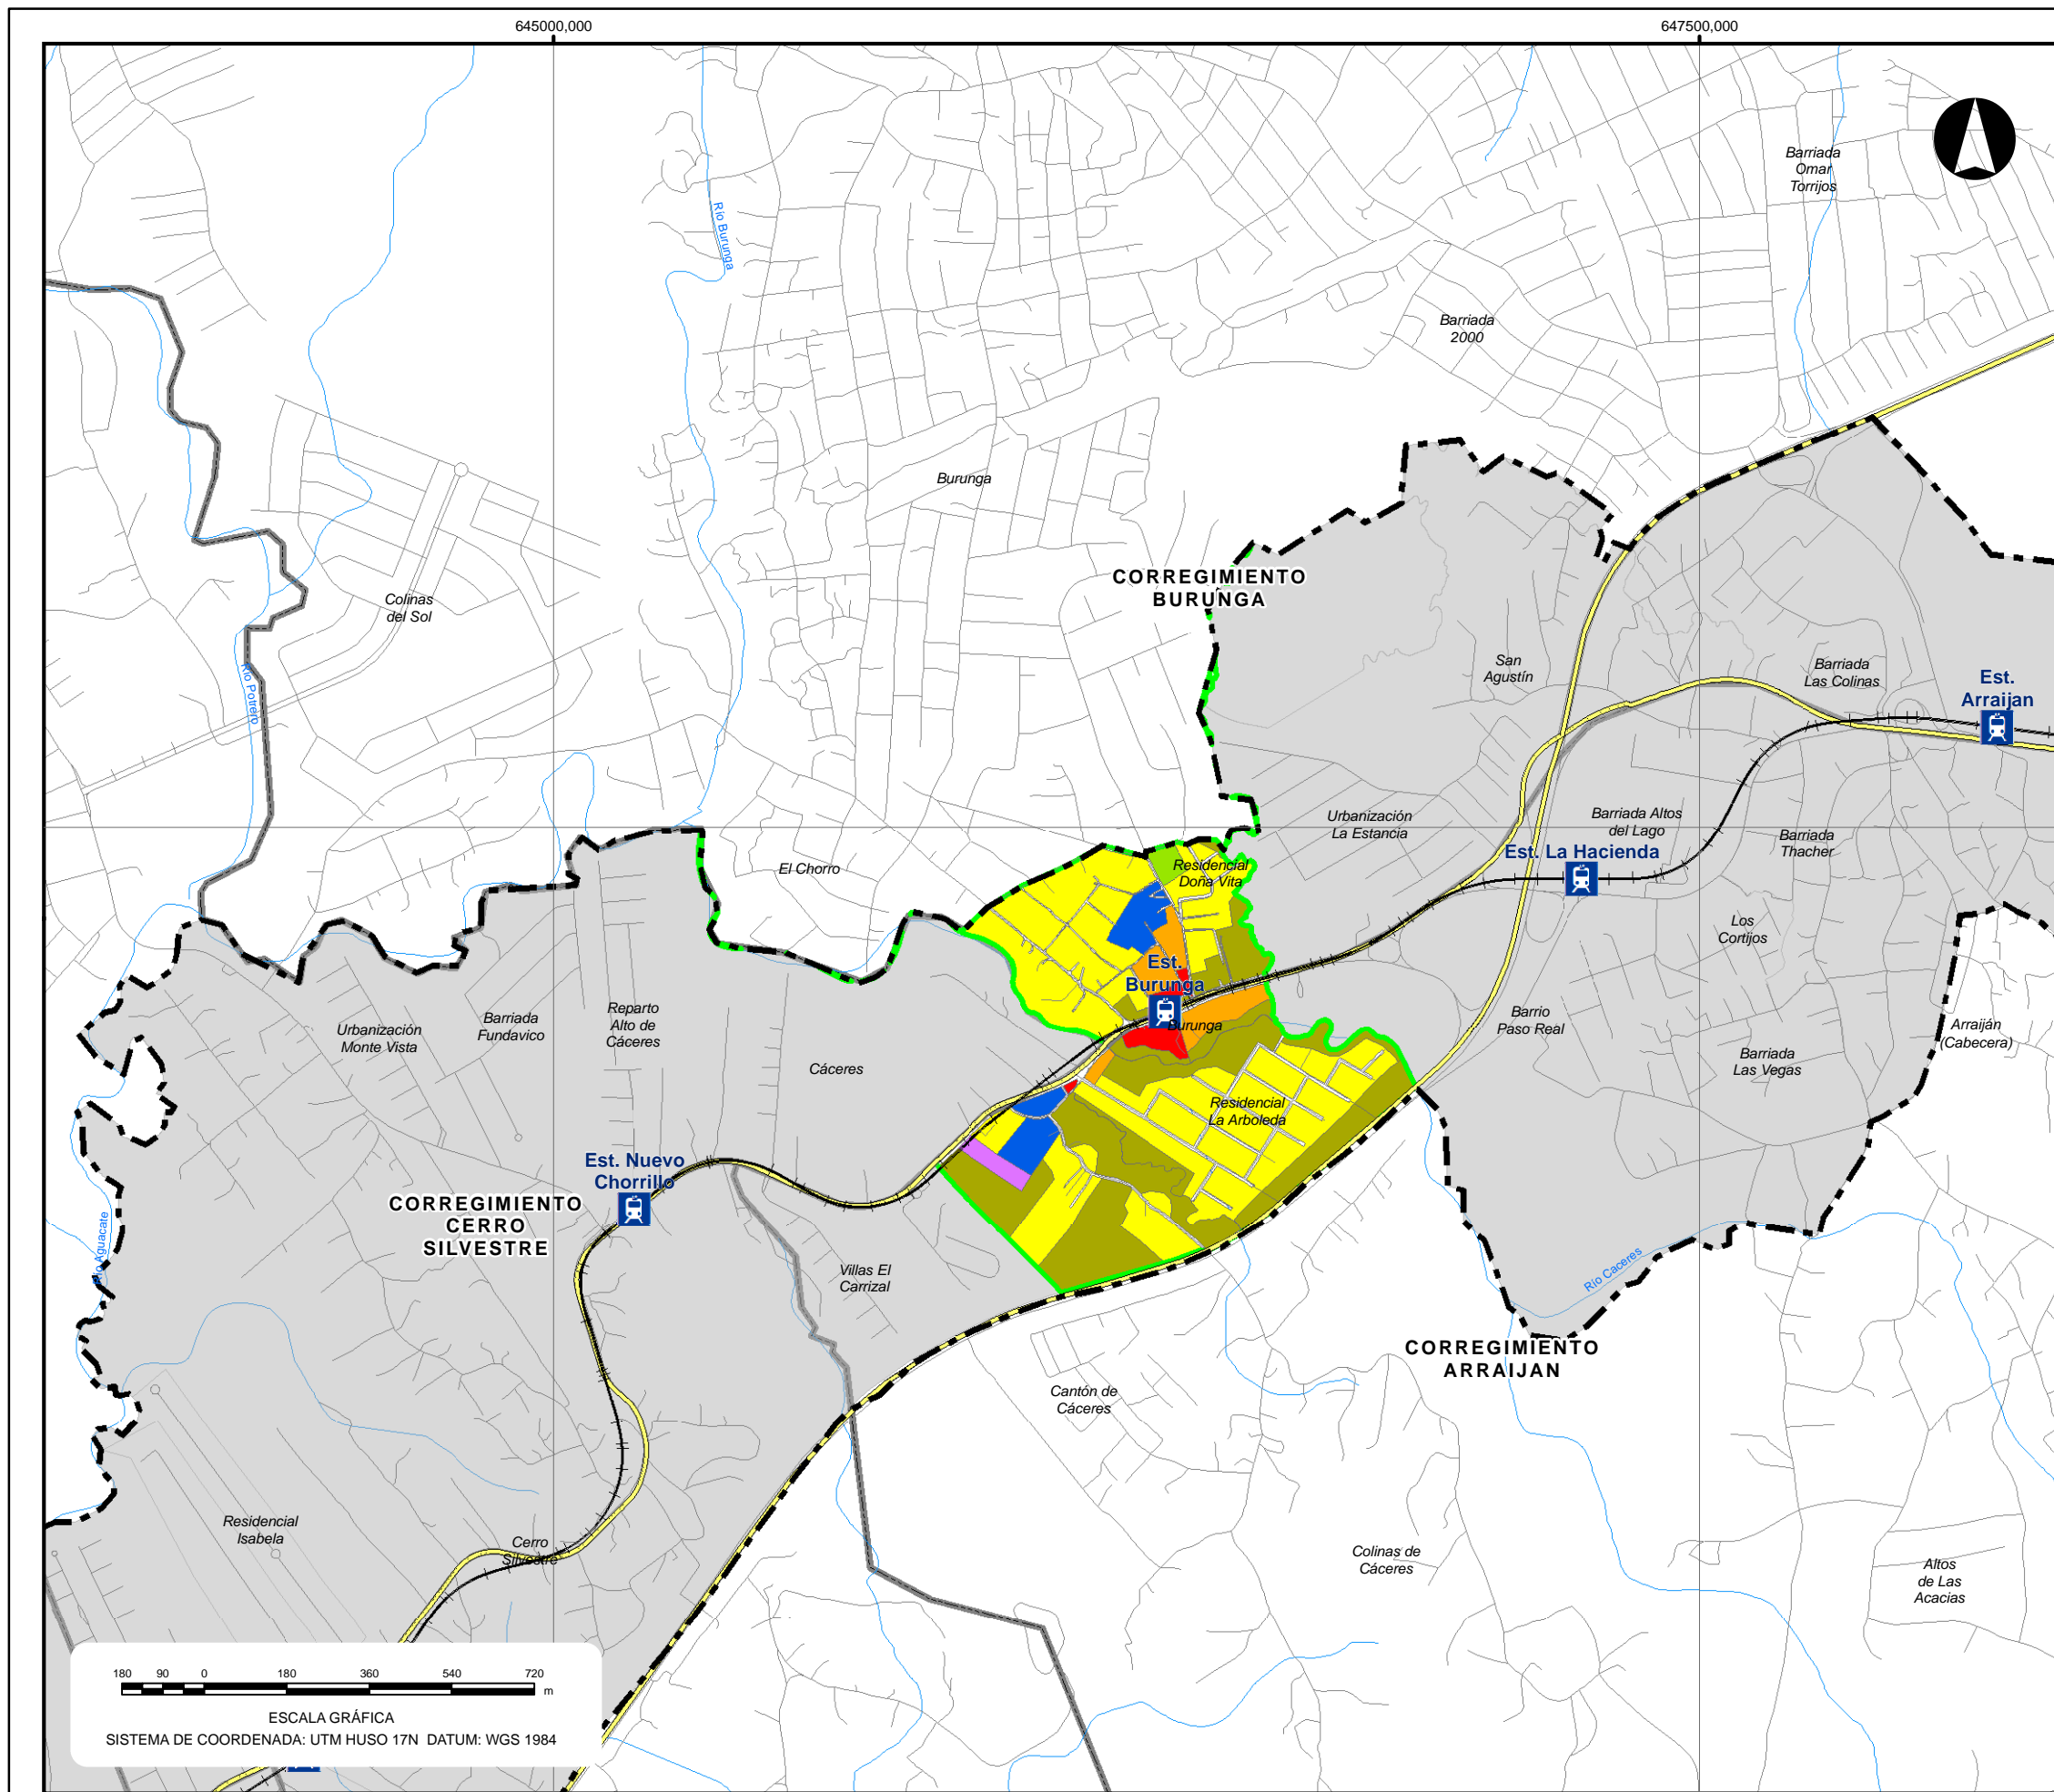 645000,000
647500,000
Barriada
Omar
Torrijos
Río Burunga
Barriada
2000
Burunga
CORREGIMIENTO
BURUNGA
Colinas
del Sol
Río Potrero
San
Agustín
Barriada
Las Colinas
Est.
Arraijan
Urbanización
La Estancia
Barriada Altos
del Lago
Barriada
Thacher
Est. La Hacienda
El Chorro
Residencial
Doña Vita
Los
Cortijos
Est.
Burunga
Burunga
Reparto
Alto de
Cáceres
Barriada
Fundavico
Urbanización
Monte Vista
Cáceres
Barrio
Paso Real
Arraiján
(Cabecera)
Barriada
Las Vegas
Residencial
La Arboleda
Est. Nuevo
Chorrillo
CORREGIMIENTO
CERRO
SILVESTRE
Río Aguacate
Villas El
Carrizal
Río Caceres
CORREGIMIENTO
ARRAIJAN
Cantón de
Cáceres
Residencial
Isabela
Cerro
Silvestre
Colinas de
Cáceres
Altos
de Las
Acacias
180 90 0 180 360 540 720
m
ESCALA GRÁFICA
SISTEMA DE COORDENADA: UTM HUSO 17N DATUM: WGS 1984